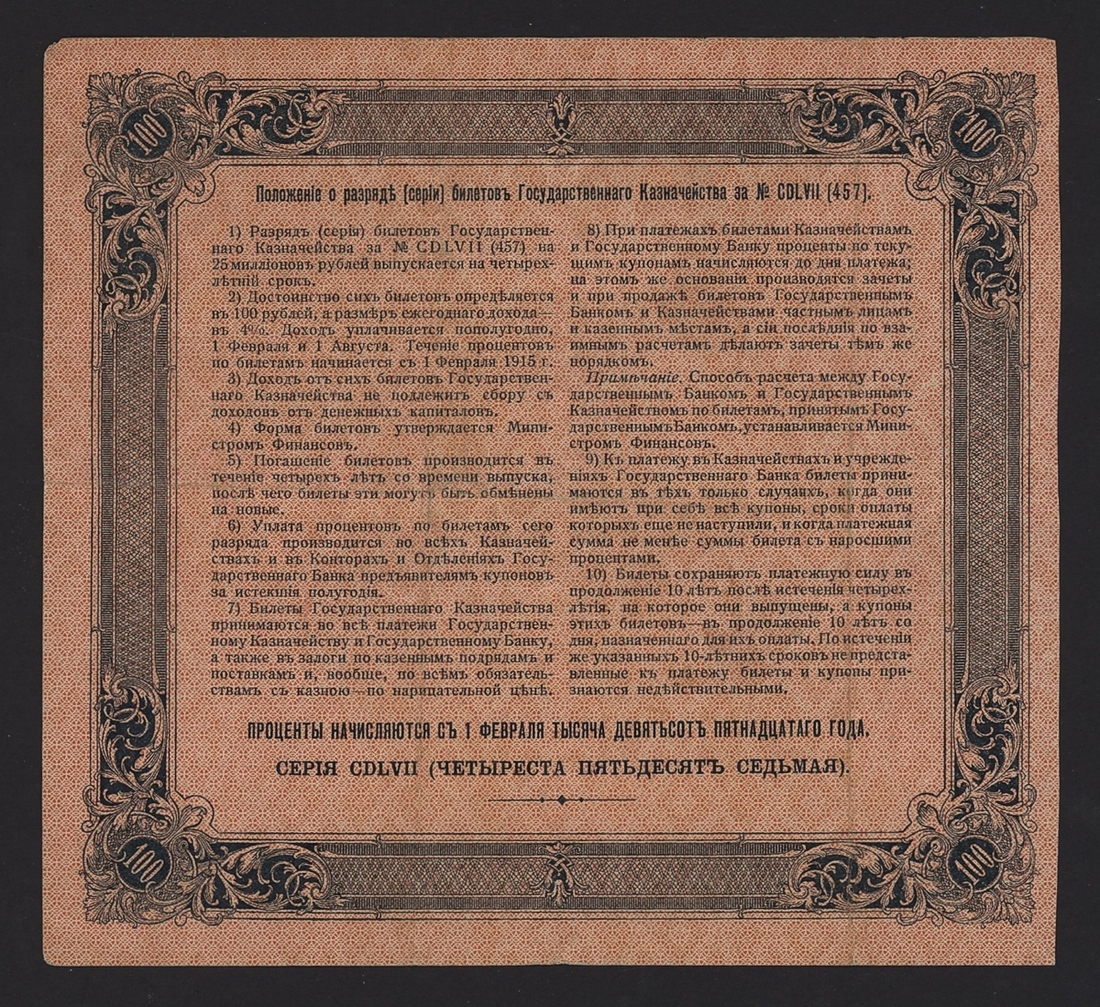 100
100
Положеніе о разрядѣ (серіи) билетовъ Государственнаго Казначейства за № CDLVII (457).
1) Разрядъ (серія) билетовъ Государствен-
наго Казначейства за № CDLVII (457) на
25 милліоновъ рублей выпускается на четырех-
лѣтній срокъ.
2) Достоинство сихъ билетовъ опредѣляется
въ 100 рублей, а размѣръ ежегоднаго дохода—
въ 4%. Доходъ уплачивается пополугодно,
1 Февраля и 1 Августа. Теченіе процентовъ
по билетамъ начинается съ 1 Февраля 1915 г.
3) Доходъ отъ сихъ билетовъ Государствен-
наго Казначейства не подлежитъ сбору съ
доходовъ отъ денежныхъ капиталовъ.
4) Форма билетовъ утверждается Мини-
стромъ Финансовъ.
5) Погашеніе билетовъ производится въ
теченіе четырехъ лѣтъ со времени выпуска,
послѣ чего билеты эти могутъ быть обмѣнены
на новые.
6) Уплата процентовъ по билетамъ сего
разряда производится во всѣхъ Казначей-
ствахъ и въ Конторахъ и Отдѣленіяхъ Госу-
дарственнаго Банка предъявителямъ купоновъ
за истекшія полугодія.
7) Билеты Государственнаго Казначейства
принимаются во всѣ платежи Государствен-
ному Казначейству и Государственному Банку,
а также въ залоги по казеннымъ подрядамъ и
поставкамъ и, вообще, по всѣмъ обязатель-
ствамъ съ казною—по нарицательной цѣнѣ.
8) При платежахъ билетами Казначействамъ
и Государственному Банку проценты по теку-
щимъ купонамъ начисляются до дня платежа;
на этомъ же основаніи производятся зачеты
и при продажѣ билетовъ Государственнымъ
Банкомъ и Казначействами частнымъ лицамъ
и казеннымъ мѣстамъ, а сіи послѣднія по вза-
имнымъ расчетамъ дѣлаютъ зачеты тѣмъ же
порядкомъ.
Примѣчаніе. Способъ расчета между Госу-
дарственнымъ Банкомъ и Государственнымъ
Казначействомъ по билетамъ, принятымъ Госу-
дарственнымъ Банкомъ, устанавливается Мини-
стромъ Финансовъ.
9) Къ платежу въ Казначействахъ и учрежде-
ніяхъ Государственнаго Банка билеты прини-
маются въ тѣхъ только случаяхъ, когда они
имѣютъ при себѣ всѣ купоны, сроки оплаты
которыхъ еще не наступили, и когда платежная
сумма не менѣе суммы билета съ наросшими
процентами.
10) Билеты сохраняютъ платежную силу въ
продолженіе 10 лѣтъ послѣ истеченія четырех-
лѣтія, на которое они выпущены, а купоны
этихъ билетовъ—въ продолженіе 10 лѣтъ со
дня, назначеннаго для ихъ оплаты. По истеченіи
же указанныхъ 10-лѣтнихъ сроковъ не предста-
вленные къ платежу билеты и купоны при-
знаются недѣйствительными.
ПРОЦЕНТЫ НАЧИСЛЯЮТСЯ СЪ 1 ФЕВРАЛЯ ТЫСЯЧА ДЕВЯТЬСОТЪ ПЯТНАДЦАТАГО ГОДА.
СЕРІЯ CDLVII (ЧЕТЫРЕСТА ПЯТЬДЕСЯТЪ СЕДЬМАЯ).
100
100